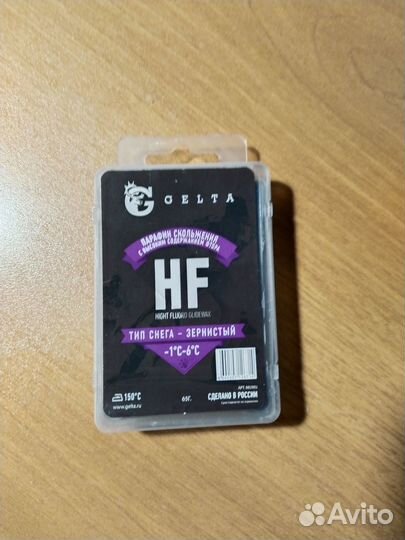 GELTA
ПАРАФИН СКОЛЬЖЕНИЯ
С ВЫСОКИМ СОДЕРЖАНИЕМ ФТОРА
HF
HIGHT FLUORO GLIDEWAX
ТИП СНЕГА - ЗЕРНИСТЫЙ
-1°C-6°C
150°C
www.gelta.ru
65Г.
СДЕЛАНО В РОССИИ
Avito